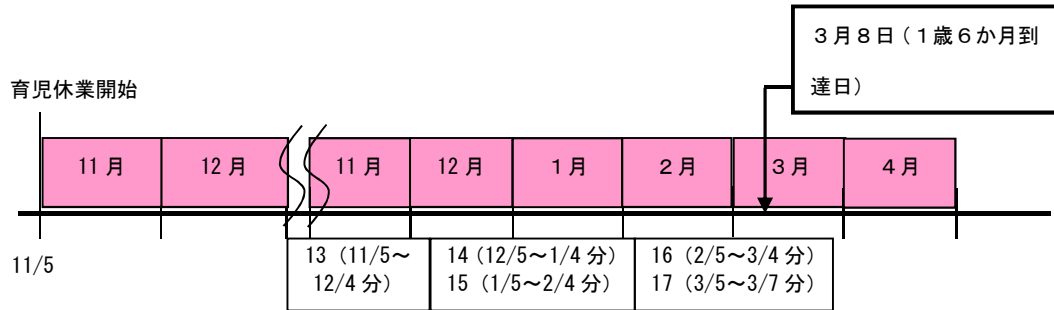 3月8日(1歳6か月到
達日)
育児休業開始
11月
12月
11月
12月
1月
2月
3月
4月
11/5
13 (11/5~
12/4分)
14 (12/5~1/4分)
15 (1/5~2/4分)
16 (2/5~3/4分)
17 (3/5~3/7分)